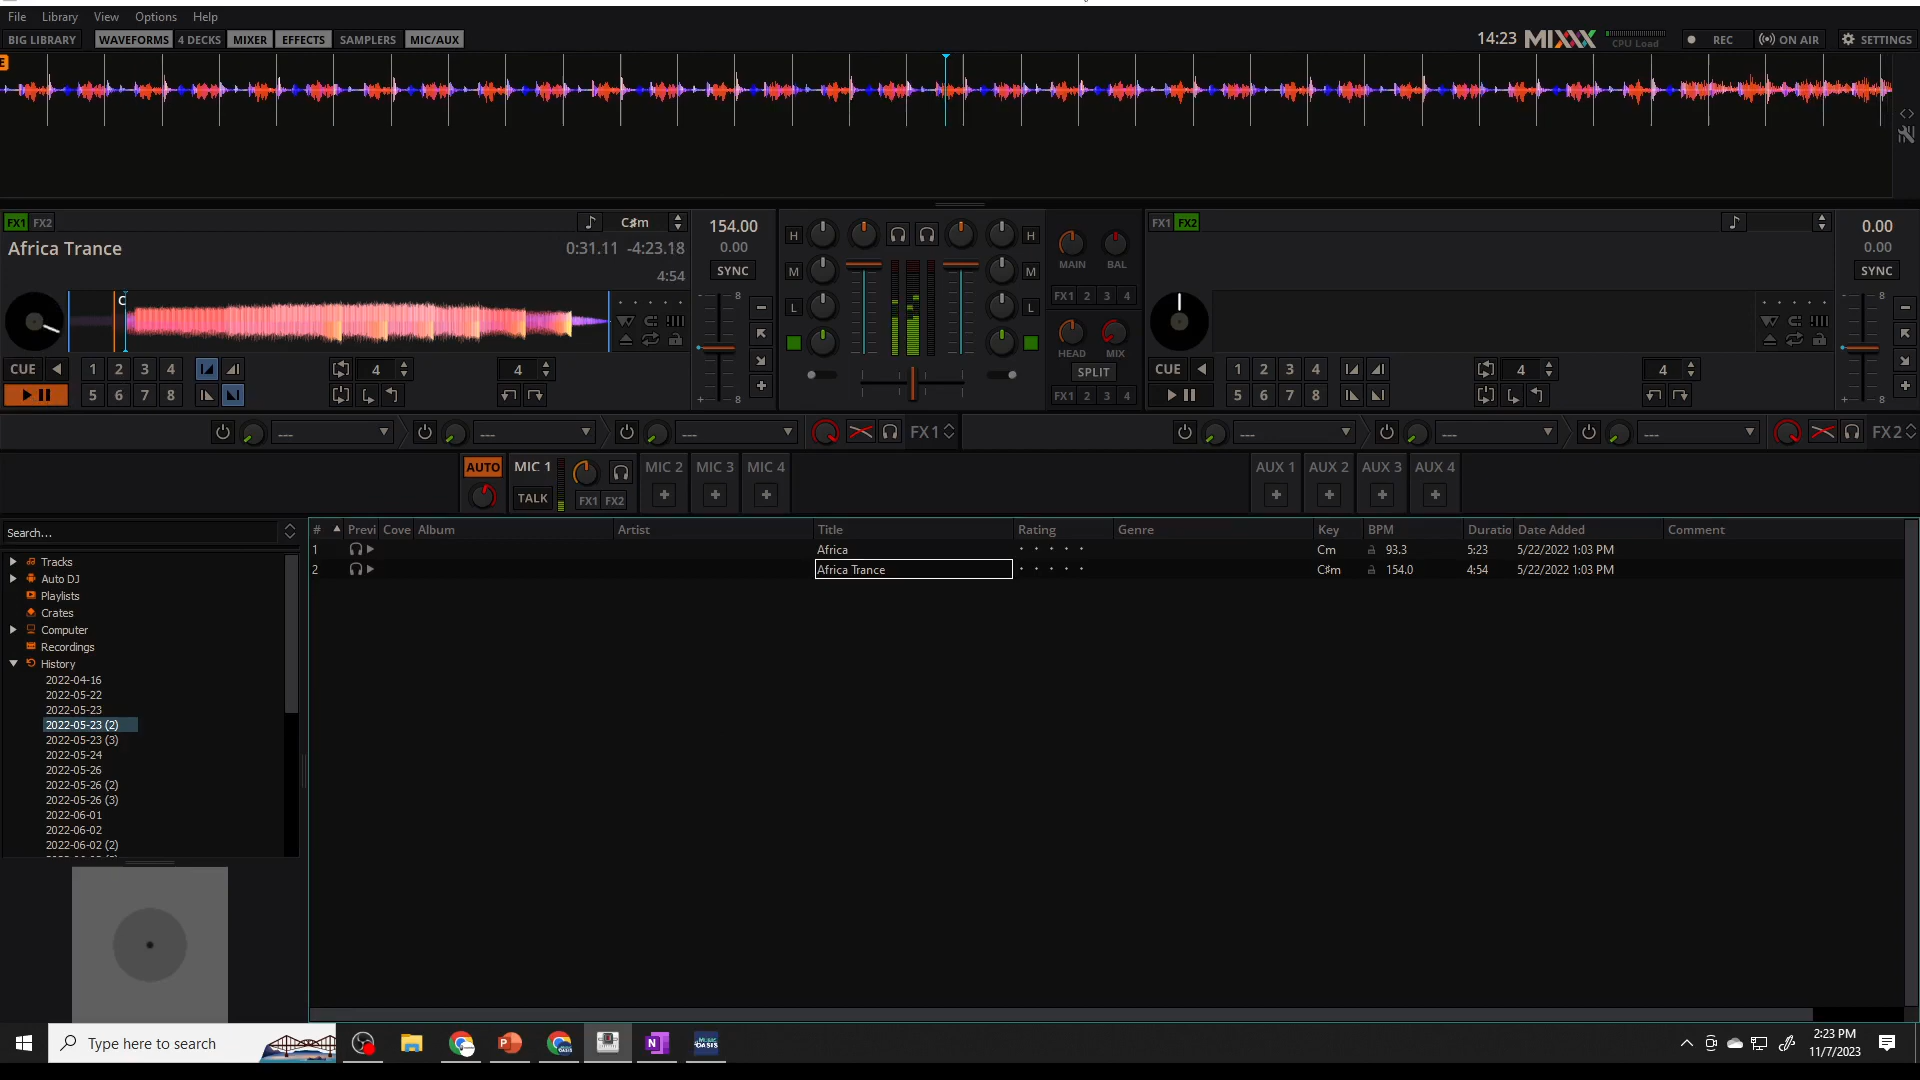 File Library View Options Help
BIG LIBRARY WAVEFORMS 4 DECKS MIXER EFFECTS SAMPLERS MIC/AUX 14:23 MIXXX CPU Load REC ON AIR SETTINGS
E
FX1 FX2 C♯m 154.00 FX1 FX2 0.00
Africa Trance 0:31.11 -4:23.18 0.00 H H MAIN BAL 0.00
4:54 SYNC M M SYNC
C 8 L L FX1 2 3 4 8
HEAD MIX
CUE 1 2 3 4 4 4 SPLIT CUE 1 2 3 4 4 4
5 6 7 8 8 FX1 2 3 4 5 6 7 8 8
--- --- --- FX1 --- --- --- FX2
AUTO MIC 1 MIC 2 MIC 3 MIC 4 AUX 1 AUX 2 AUX 3 AUX 4
TALK FX1 FX2
Search... # Previ Cove Album Artist Title Rating Genre Key BPM Duratio Date Added Comment
1 Africa Cm 93.3 5:23 5/22/2022 1:03 PM
2 Africa Trance C♯m 154.0 4:54 5/22/2022 1:03 PM
Tracks
Auto DJ
Playlists
Crates
Computer
Recordings
History
2022-04-16
2022-05-22
2022-05-23
2022-05-23 (2)
2022-05-23 (3)
2022-05-24
2022-05-26
2022-05-26 (2)
2022-05-26 (3)
2022-06-01
2022-06-02
2022-06-02 (2)
Type here to search
2:23 PM
11/7/2023